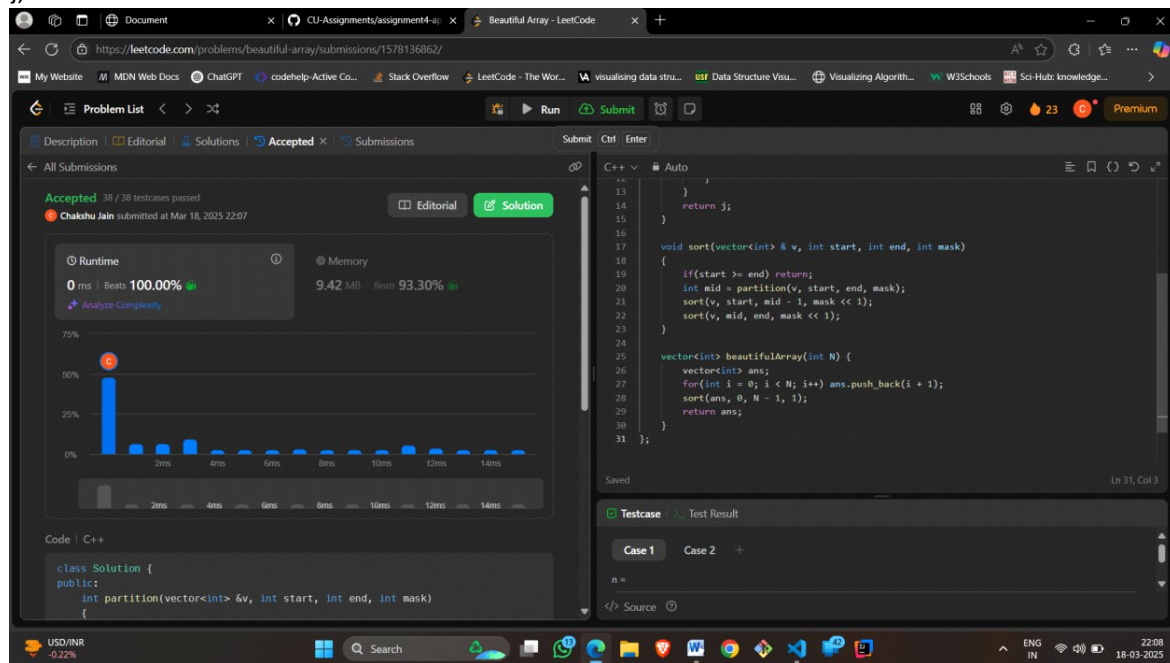 Document
CU-Assignments/assignment4-ap
Beautiful Array - LeetCode
https://leetcode.com/problems/beautiful-array/submissions/1578136862/
My Website MDN Web Docs ChatGPT codehelp-Active Co... Stack Overflow LeetCode - The Wor... visualising data stru... Data Structure Visu... Visualizing Algorith... W3Schools Sci-Hub: knowledge...
Problem List Run Submit 23 Premium
Description Editorial Solutions Accepted Submissions
Submit Ctrl Enter
All Submissions
Accepted 38 / 38 testcases passed
Chakshu Jain submitted at Mar 18, 2025 22:07
Editorial Solution
Runtime
0 ms Beats 100.00%
Analyze Complexity
Memory
9.42 MB Beats 93.30%
75%
50%
25%
0%
2ms 4ms 6ms 8ms 10ms 12ms 14ms
2ms 4ms 6ms 8ms 10ms 12ms 14ms
Code C++
class Solution {
public:
int partition(vector<int> &v, int start, int end, int mask)
{
C++ Auto
13 }
14 return j;
15 }
16
17 void sort(vector<int> & v, int start, int end, int mask)
18 {
19 if(start >= end) return;
20 int mid = partition(v, start, end, mask);
21 sort(v, start, mid - 1, mask << 1);
22 sort(v, mid, end, mask << 1);
23 }
24
25 vector<int> beautifulArray(int N) {
26 vector<int> ans;
27 for(int i = 0; i < N; i++) ans.push_back(i + 1);
28 sort(ans, 0, N - 1, 1);
29 return ans;
30 }
31 };
Saved Ln 31, Col 3
Testcase Test Result
Case 1 Case 2
n =
</> Source
USD/INR
-0.22%
Search
ENG
IN
22:08
18-03-2025